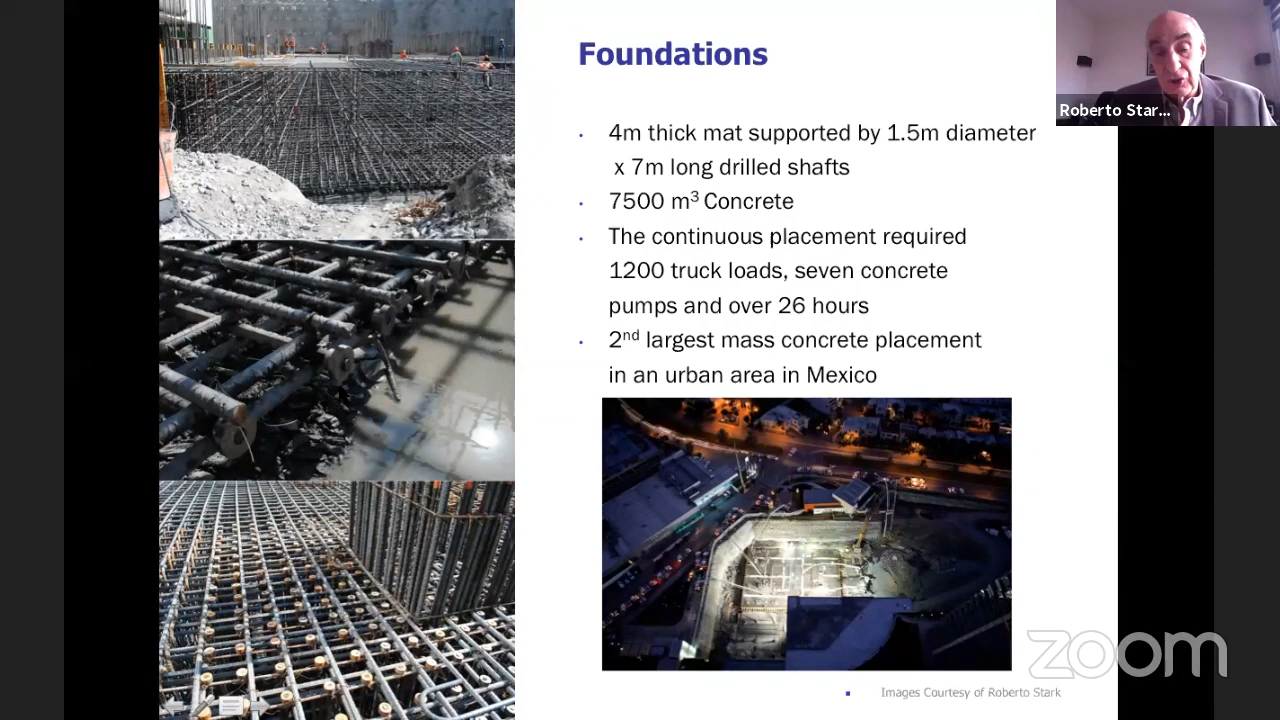 Foundations
Roberto Star...
· 4m thick mat supported by 1.5m diameter
x 7m long drilled shafts
· 7500 m³ Concrete
· The continuous placement required
1200 truck loads, seven concrete
pumps and over 26 hours
· 2nd largest mass concrete placement
in an urban area in Mexico
zoom
▪ Images Courtesy of Roberto Stark